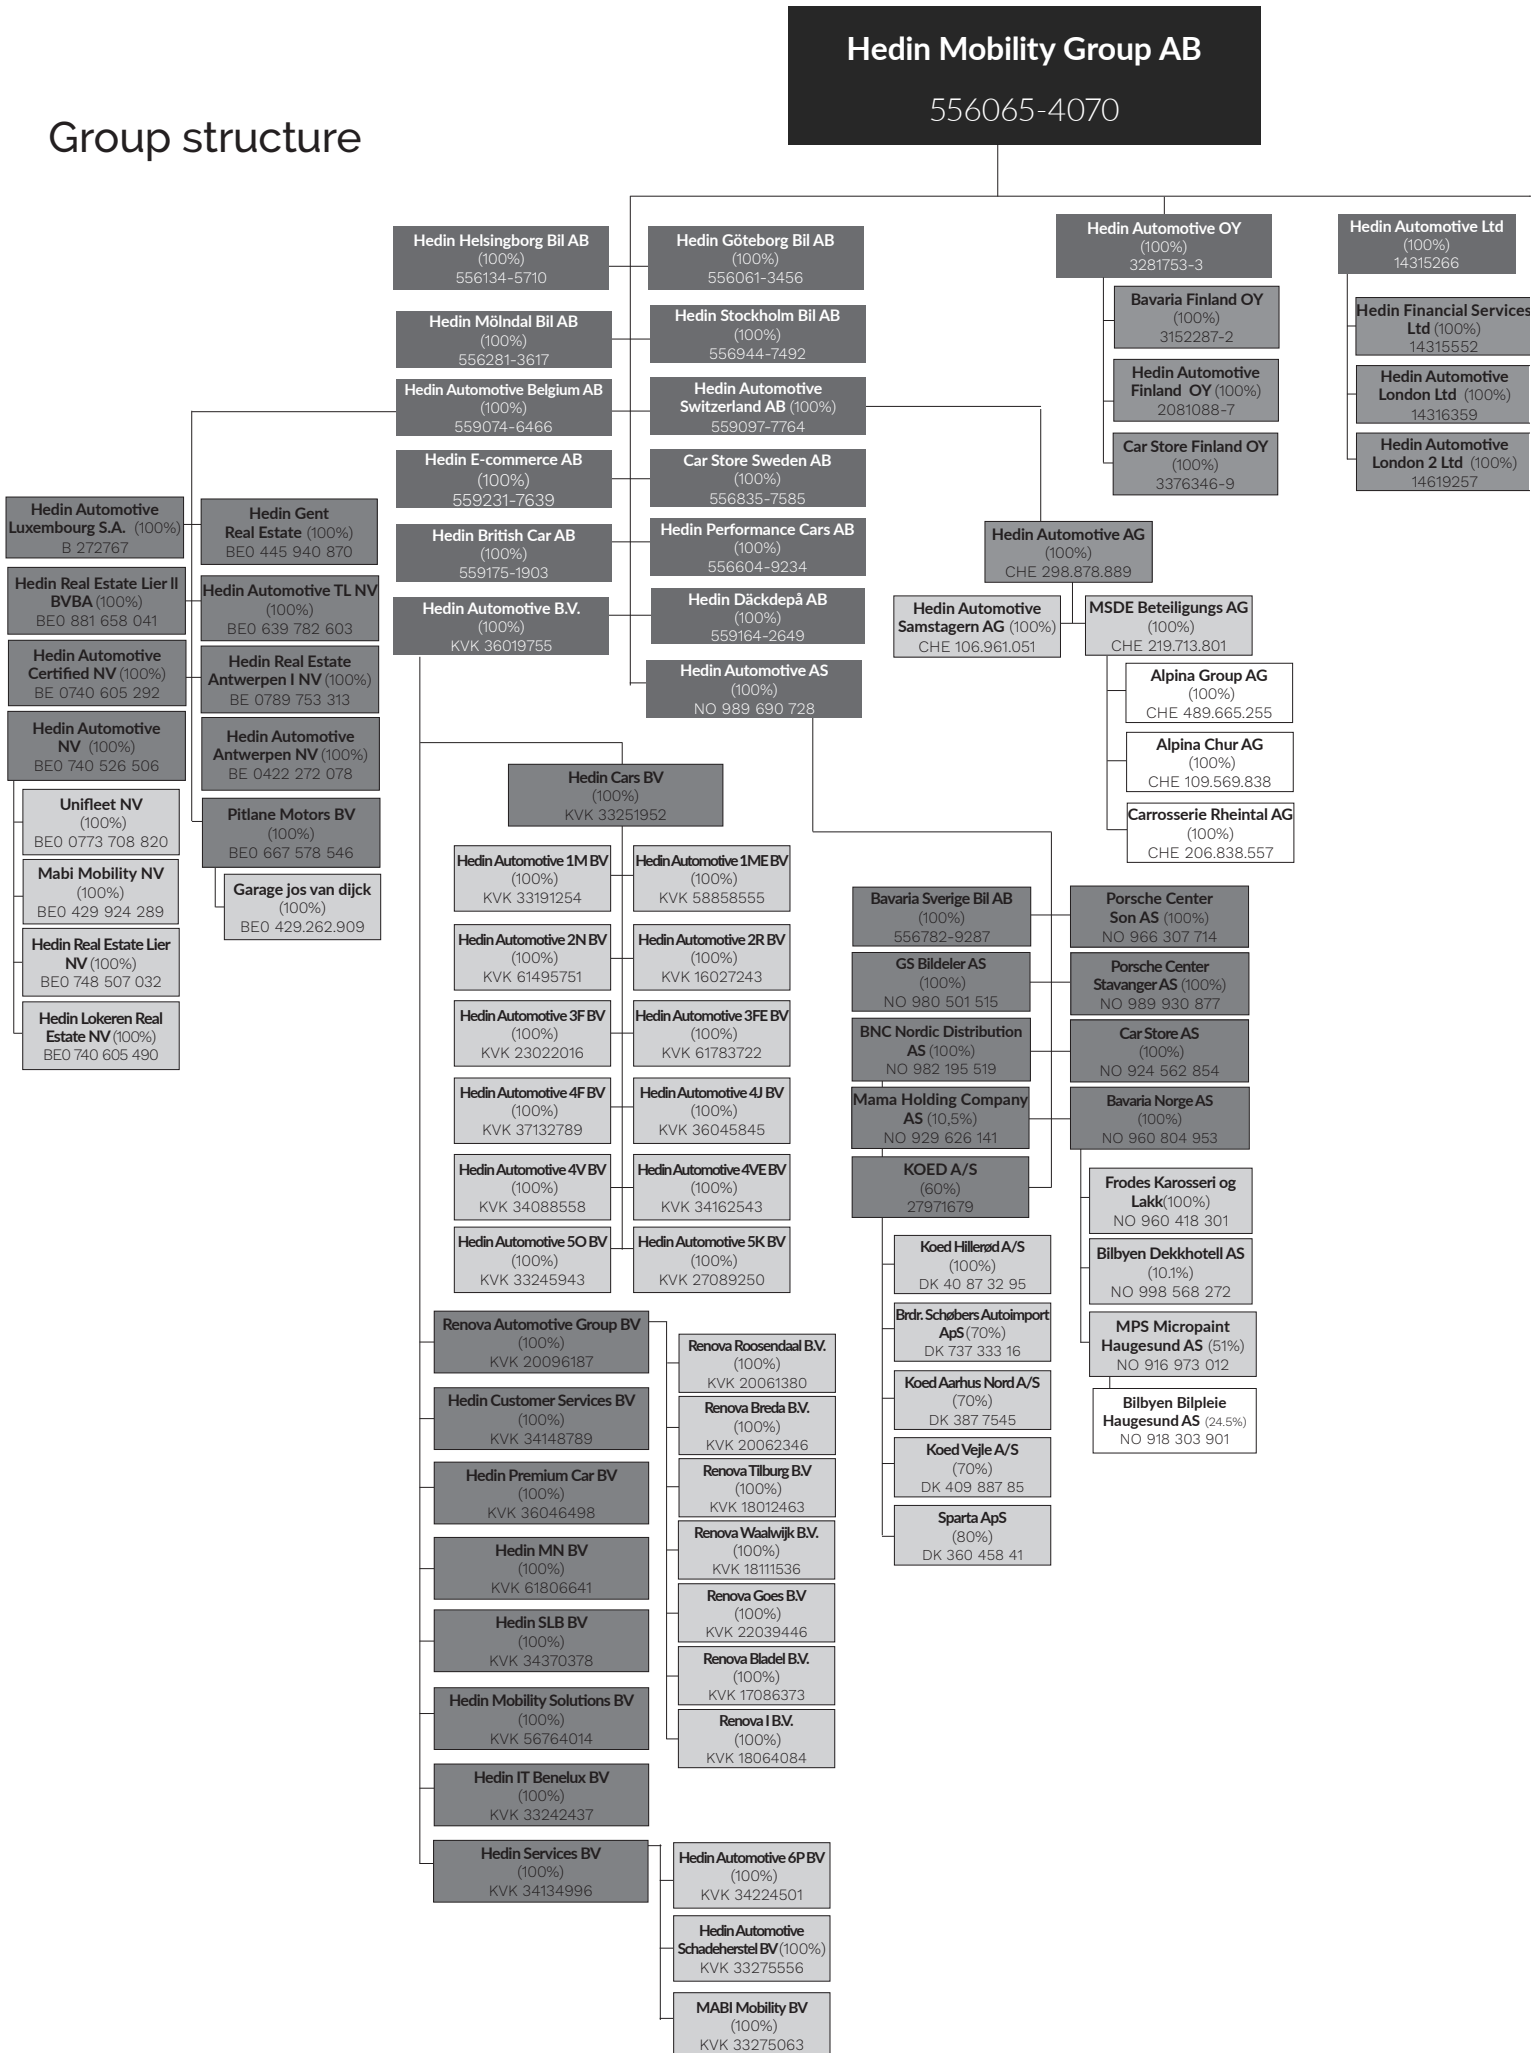 Hedin Mobility Group AB
556065-4070
Group structure
Hedin Helsingborg Bil AB
(100%)
556134-5710
Hedin Göteborg Bil AB
(100%)
556061-3456
Hedin Mölndal Bil AB
(100%)
556281-3617
Hedin Stockholm Bil AB
(100%)
556944-7492
Hedin Automotive Belgium AB
(100%)
559074-6466
Hedin Automotive
Switzerland AB (100%)
559097-7764
Hedin E-commerce AB
(100%)
559231-7639
Car Store Sweden AB
(100%)
556835-7585
Hedin British Car AB
(100%)
559175-1903
Hedin Performance Cars AB
(100%)
556604-9234
Hedin Automotive B.V.
(100%)
KVK 36019755
Hedin Däckdepå AB
(100%)
559164-2649
Hedin Automotive AS
(100%)
NO 989 690 728
Hedin Automotive OY
(100%)
3281753-3
Bavaria Finland OY
(100%)
3152287-2
Hedin Automotive
Finland OY (100%)
2081088-7
Car Store Finland OY
(100%)
3376346-9
Hedin Automotive Ltd
(100%)
14315266
Hedin Financial Services
Ltd (100%)
14315552
Hedin Automotive
London Ltd (100%)
14316359
Hedin Automotive
London 2 Ltd (100%)
14619257
Hedin Automotive
Luxembourg S.A. (100%)
B 272767
Hedin Gent
Real Estate (100%)
BE0 445 940 870
Hedin Real Estate Lier II
BVBA (100%)
BE0 881 658 041
Hedin Automotive TL NV
(100%)
BE0 639 782 603
Hedin Automotive
Certified NV (100%)
BE 0740 605 292
Hedin Real Estate
Antwerpen I NV (100%)
BE 0789 753 313
Hedin Automotive
NV (100%)
BE0 740 526 506
Hedin Automotive
Antwerpen NV (100%)
BE 0422 272 078
Unifleet NV
(100%)
BE0 0773 708 820
Mabi Mobility NV
(100%)
BE0 429 924 289
Hedin Real Estate Lier
NV (100%)
BE0 748 507 032
Hedin Lokeren Real
Estate NV (100%)
BE0 740 605 490
Pitlane Motors BV
(100%)
BE0 667 578 546
Garage jos van dijck
(100%)
BE0 429.262.909
Hedin Automotive AG
(100%)
CHE 298.878.889
Hedin Automotive
Samstagern AG (100%)
CHE 106.961.051
MSDE Beteiligungs AG
(100%)
CHE 219.713.801
Alpina Group AG
(100%)
CHE 489.665.255
Alpina Chur AG
(100%)
CHE 109.569.838
Carrosserie Rheintal AG
(100%)
CHE 206.838.557
Hedin Cars BV
(100%)
KVK 33251952
Hedin Automotive 1M BV
(100%)
KVK 33191254
Hedin Automotive 1ME BV
(100%)
KVK 58858555
Hedin Automotive 2N BV
(100%)
KVK 61495751
Hedin Automotive 2R BV
(100%)
KVK 16027243
Hedin Automotive 3F BV
(100%)
KVK 23022016
Hedin Automotive 3FE BV
(100%)
KVK 61783722
Hedin Automotive 4F BV
(100%)
KVK 37132789
Hedin Automotive 4J BV
(100%)
KVK 36045845
Hedin Automotive 4V BV
(100%)
KVK 34088558
Hedin Automotive 4VE BV
(100%)
KVK 34162543
Hedin Automotive 5O BV
(100%)
KVK 33245943
Hedin Automotive 5K BV
(100%)
KVK 27089250
Renova Automotive Group BV
(100%)
KVK 20096187
Hedin Customer Services BV
(100%)
KVK 34148789
Hedin Premium Car BV
(100%)
KVK 36046498
Hedin MN BV
(100%)
KVK 61806641
Hedin SLB BV
(100%)
KVK 34370378
Hedin Mobility Solutions BV
(100%)
KVK 56764014
Hedin IT Benelux BV
(100%)
KVK 33242437
Hedin Services BV
(100%)
KVK 34134996
Renova Roosendaal B.V.
(100%)
KVK 20061380
Renova Breda B.V.
(100%)
KVK 20062346
Renova Tilburg B.V
(100%)
KVK 18012463
Renova Waalwijk B.V.
(100%)
KVK 18111536
Renova Goes B.V
(100%)
KVK 22039446
Renova Bladel B.V.
(100%)
KVK 17086373
Renova I B.V.
(100%)
KVK 18064084
Hedin Automotive 6P BV
(100%)
KVK 34224501
Hedin Automotive
Schadeherstel BV (100%)
KVK 33275556
MABI Mobility BV
(100%)
KVK 33275063
Bavaria Sverige Bil AB
(100%)
556782-9287
Porsche Center
Son AS (100%)
NO 966 307 714
GS Bildeler AS
(100%)
NO 980 501 515
Porsche Center
Stavanger AS (100%)
NO 989 930 877
BNC Nordic Distribution
AS (100%)
NO 982 195 519
Car Store AS
(100%)
NO 924 562 854
Mama Holding Company
AS (10,5%)
NO 929 626 141
Bavaria Norge AS
(100%)
NO 960 804 953
KOED A/S
(60%)
27971679
Koed Hillerød A/S
(100%)
DK 40 87 32 95
Brdr. Schøbers Autoimport
ApS (70%)
DK 737 333 16
Koed Aarhus Nord A/S
(70%)
DK 387 7545
Koed Vejle A/S
(70%)
DK 409 887 85
Sparta ApS
(80%)
DK 360 458 41
Frodes Karosseri og
Lakk(100%)
NO 960 418 301
Bilbyen Dekkhotell AS
(10.1%)
NO 998 568 272
MPS Micropaint
Haugesund AS (51%)
NO 916 973 012
Bilbyen Bilpleie
Haugesund AS (24.5%)
NO 918 303 901